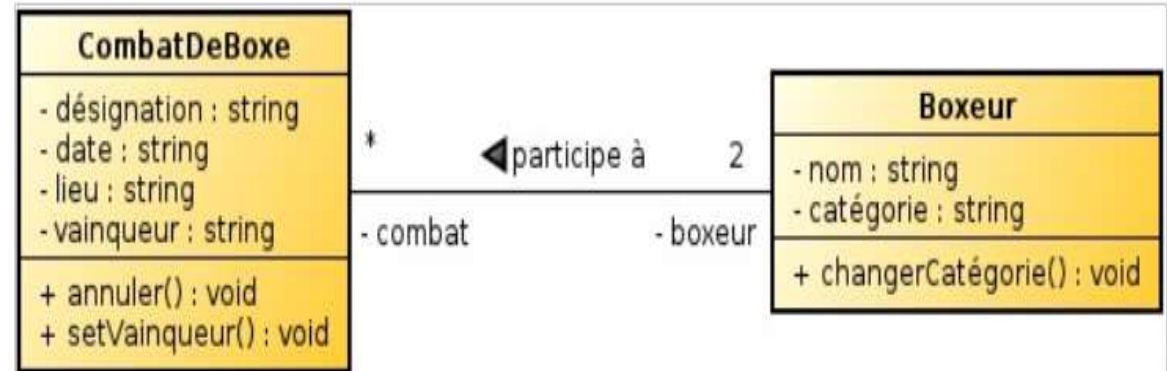 CombatDeBoxe
- désignation : string
- date : string
- lieu : string
- vainqueur : string
+ annuler() : void
+ setVainqueur() : void
*
participe à
2
- combat
- boxeur
Boxeur
- nom : string
- catégorie : string
+ changerCatégorie() : void